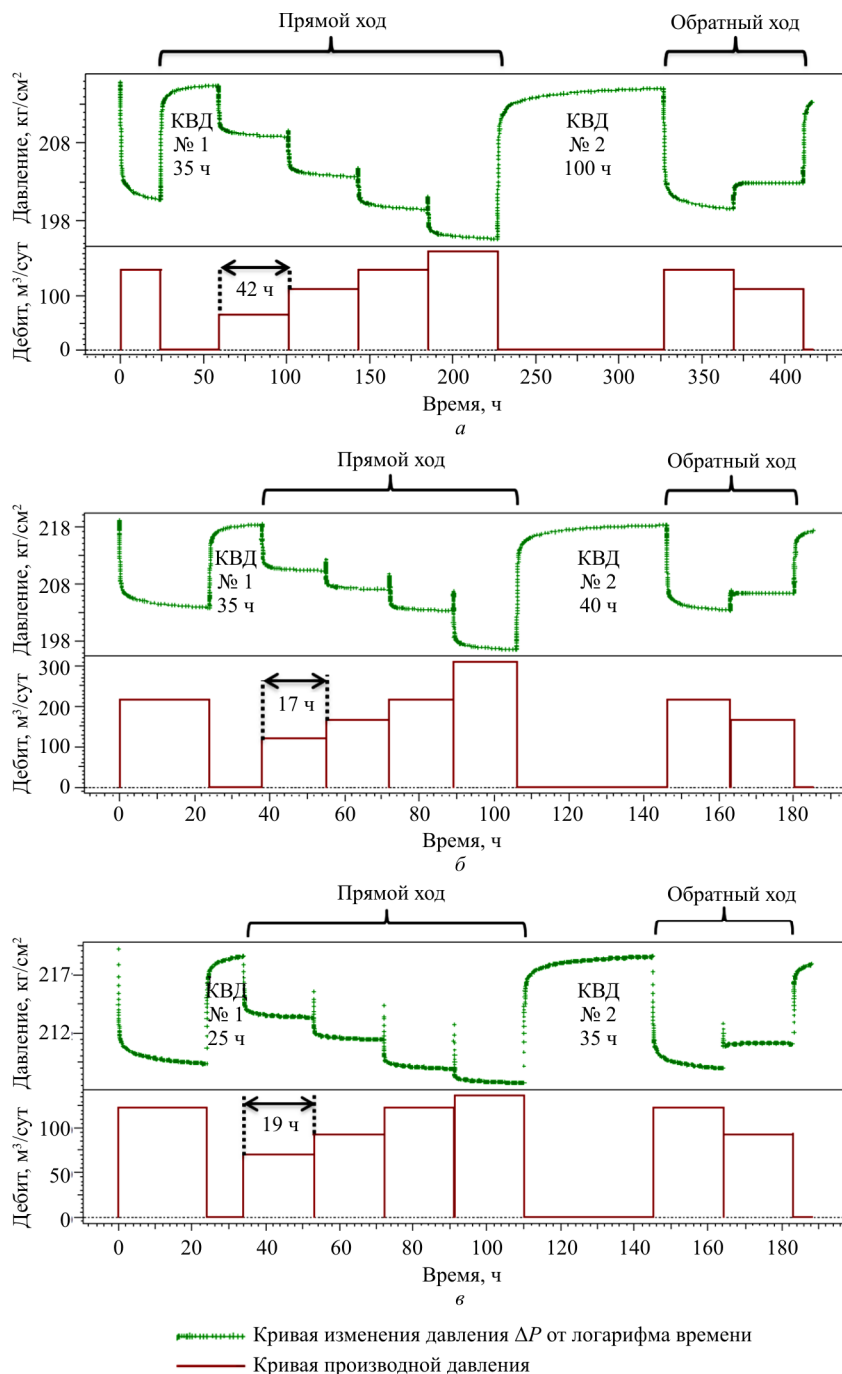 Прямой ход
Обратный ход
Давление, кг/см²
208
198
КВД
№ 1
35 ч
КВД
№ 2
100 ч
Дебит, м³/сут
100
0
42 ч
0 50 100 150 200 250 300 350 400
Время, ч
а
Прямой ход
Обратный ход
Давление, кг/см²
218
208
198
КВД
№ 1
35 ч
КВД
№ 2
40 ч
Дебит, м³/сут
300
200
100
0
17 ч
0 20 40 60 80 100 120 140 160 180
Время, ч
б
Прямой ход
Обратный ход
Давление, кг/см²
217
212
КВД
№ 1
25 ч
КВД
№ 2
35 ч
Дебит, м³/сут
100
50
0
19 ч
0 20 40 60 80 100 120 140 160 180
Время, ч
в
Кривая изменения давления ΔP от логарифма времени
Кривая производной давления